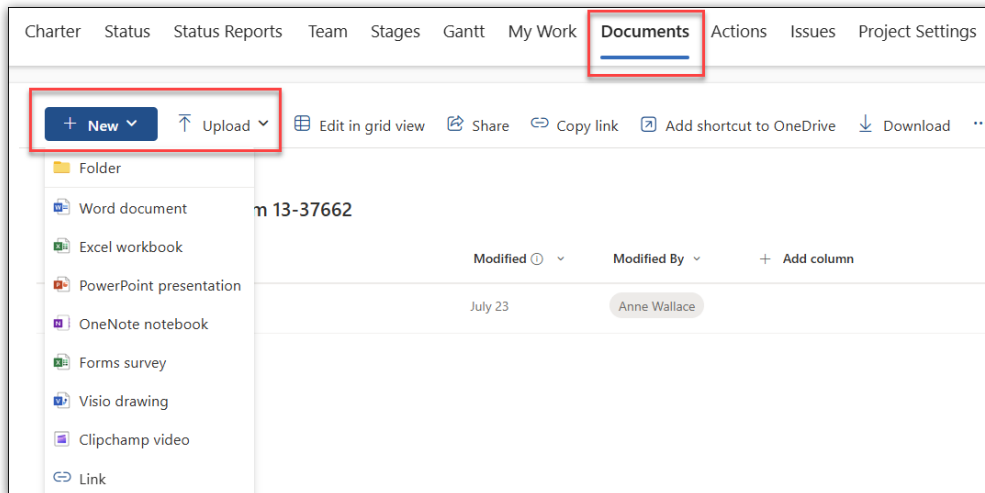 Charter Status Status Reports Team Stages Gantt My Work Documents Actions Issues Project Settings
New Upload Edit in grid view Share Copy link Add shortcut to OneDrive Download ...
Folder
Word document
m 13-37662
Excel workbook
Modified Modified By + Add column
PowerPoint presentation
July 23 Anne Wallace
OneNote notebook
Forms survey
Visio drawing
Clipchamp video
Link